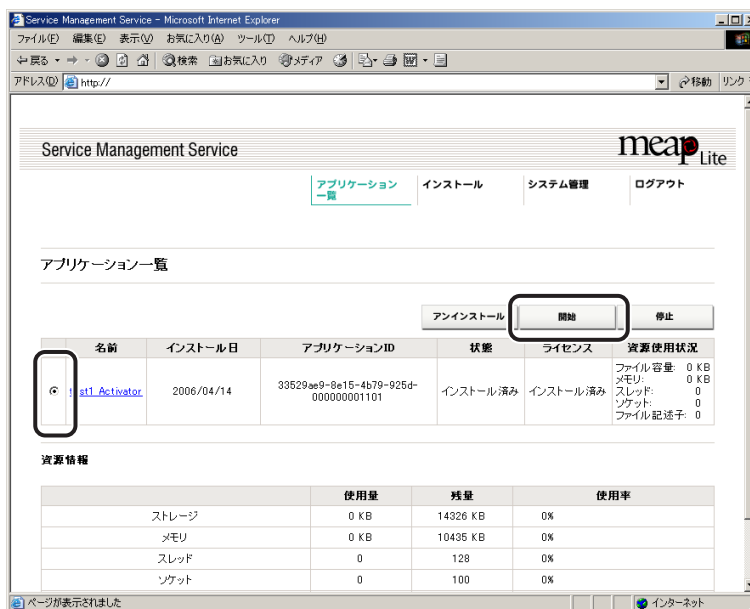 Service Management Service - Microsoft Internet Explorer
ファイル(F) 編集(E) 表示(V) お気に入り(A) ツール(T) ヘルプ(H)
戻る 検索 お気に入り メディア
アドレス(D) http:// 移動 リンク
Service Management Service
meap Lite
アプリケーション一覧 インストール システム管理 ログアウト
アプリケーション一覧
アンインストール 開始 停止
名前 インストール日 アプリケーションID 状態 ライセンス 資源使用状況
st1 Activator 2006/04/14 33529ae9-8e15-4b79-925d-000000001101 インストール済み インストール済み
ファイル容量: 0 KB
メモリ: 0 KB
スレッド: 0
ソケット: 0
ファイル記述子: 0
資源情報
使用量 残量 使用率
ストレージ 0 KB 14326 KB 0%
メモリ 0 KB 10435 KB 0%
スレッド 0 128 0%
ソケット 0 100 0%
ページが表示されました インターネット